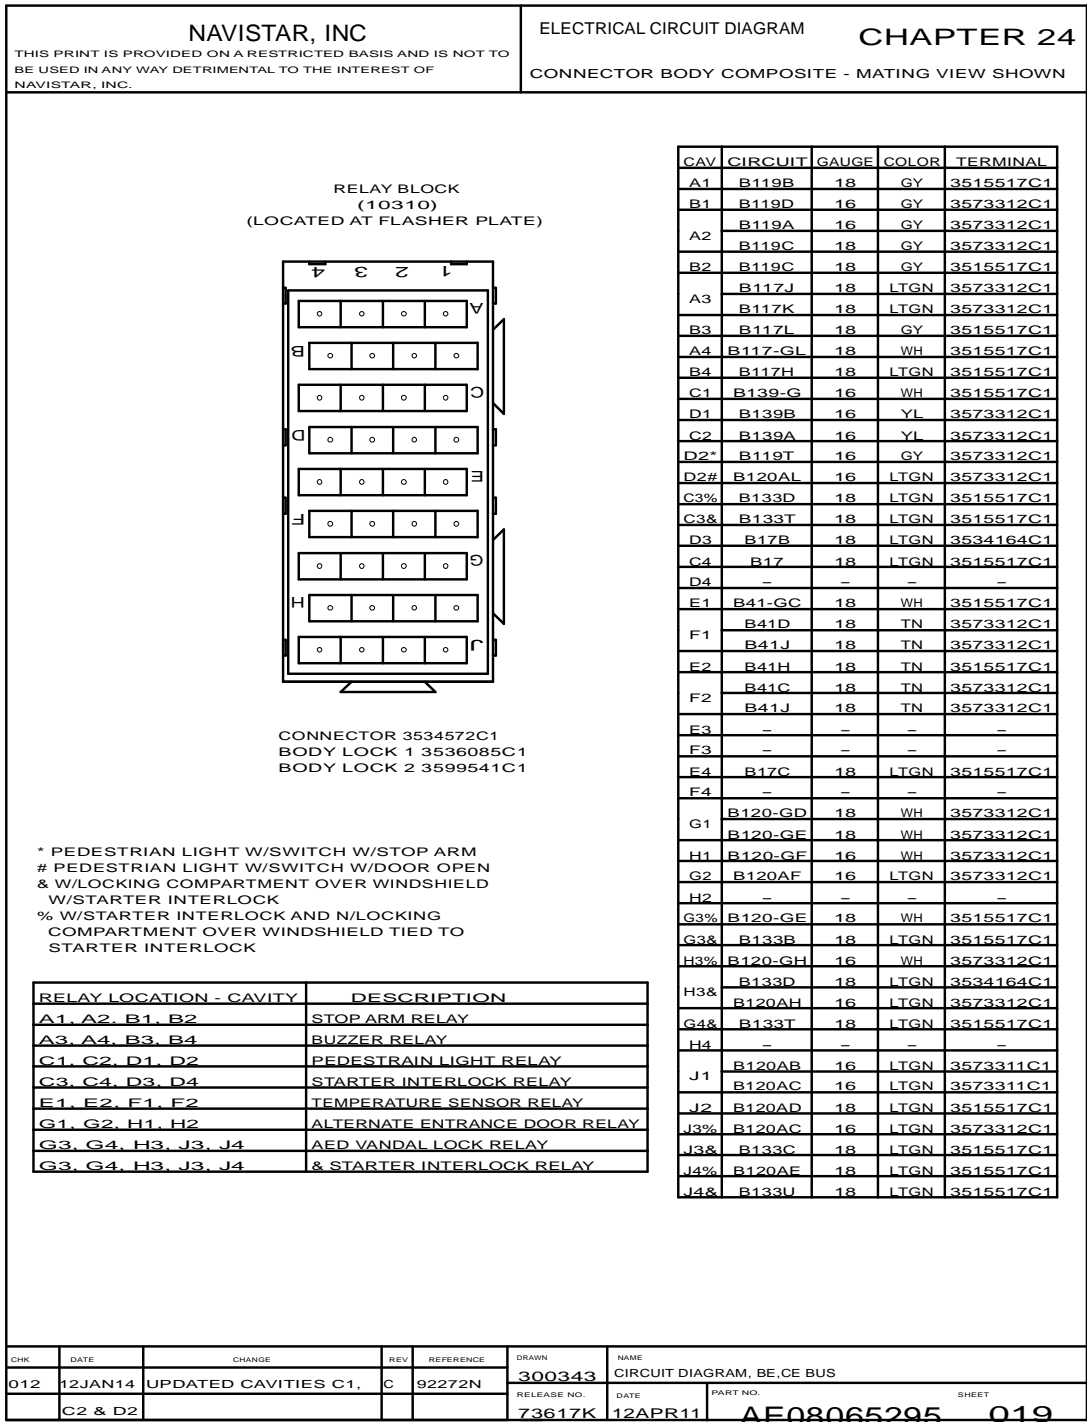 NAVISTAR, INC
THIS PRINT IS PROVIDED ON A RESTRICTED BASIS AND IS NOT TO
BE USED IN ANY WAY DETRIMENTAL TO THE INTEREST OF
NAVISTAR, INC.
ELECTRICAL CIRCUIT DIAGRAM
CHAPTER 24
CONNECTOR BODY COMPOSITE - MATING VIEW SHOWN
RELAY BLOCK
(10310)
(LOCATED AT FLASHER PLATE)
4 3 2 1
A
B
C
D
E
F
G
H
J
CONNECTOR 3534572C1
BODY LOCK 1 3536085C1
BODY LOCK 2 3599541C1
* PEDESTRIAN LIGHT W/SWITCH W/STOP ARM
# PEDESTRIAN LIGHT W/SWITCH W/DOOR OPEN
& W/LOCKING COMPARTMENT OVER WINDSHIELD
W/STARTER INTERLOCK
% W/STARTER INTERLOCK AND N/LOCKING
COMPARTMENT OVER WINDSHIELD TIED TO
STARTER INTERLOCK
RELAY LOCATION - CAVITY DESCRIPTION
A1, A2, B1, B2 STOP ARM RELAY
A3, A4, B3, B4 BUZZER RELAY
C1, C2, D1, D2 PEDESTRAIN LIGHT RELAY
C3, C4, D3, D4 STARTER INTERLOCK RELAY
E1, E2, F1, F2 TEMPERATURE SENSOR RELAY
G1, G2, H1, H2 ALTERNATE ENTRANCE DOOR RELAY
G3, G4, H3, J3, J4 AED VANDAL LOCK RELAY
G3, G4, H3, J3, J4 & STARTER INTERLOCK RELAY
CAV CIRCUIT GAUGE COLOR TERMINAL
A1 B119B 18 GY 3515517C1
B1 B119D 16 GY 3573312C1
A2 B119A 16 GY 3573312C1
B119C 18 GY 3573312C1
B2 B119C 18 GY 3515517C1
A3 B117J 18 LTGN 3573312C1
B117K 18 LTGN 3573312C1
B3 B117L 18 GY 3515517C1
A4 B117-GL 18 WH 3515517C1
B4 B117H 18 LTGN 3515517C1
C1 B139-G 16 WH 3515517C1
D1 B139B 16 YL 3573312C1
C2 B139A 16 YL 3573312C1
D2* B119T 16 GY 3573312C1
D2# B120AL 16 LTGN 3573312C1
C3% B133D 18 LTGN 3515517C1
C3& B133T 18 LTGN 3515517C1
D3 B17B 18 LTGN 3534164C1
C4 B17 18 LTGN 3515517C1
D4 – – – –
E1 B41-GC 18 WH 3515517C1
F1 B41D 18 TN 3573312C1
B41J 18 TN 3573312C1
E2 B41H 18 TN 3515517C1
F2 B41C 18 TN 3573312C1
B41J 18 TN 3573312C1
E3 – – – –
F3 – – – –
E4 B17C 18 LTGN 3515517C1
F4 – – – –
G1 B120-GD 18 WH 3573312C1
B120-GE 18 WH 3573312C1
H1 B120-GF 16 WH 3573312C1
G2 B120AF 16 LTGN 3573312C1
H2 – – – –
G3% B120-GE 18 WH 3515517C1
G3& B133B 18 LTGN 3515517C1
H3% B120-GH 16 WH 3573312C1
H3& B133D 18 LTGN 3534164C1
B120AH 16 LTGN 3573312C1
G4& B133T 18 LTGN 3515517C1
H4 – – – –
J1 B120AB 16 LTGN 3573311C1
B120AC 16 LTGN 3573311C1
J2 B120AD 18 LTGN 3515517C1
J3% B120AC 16 LTGN 3573312C1
J3& B133C 18 LTGN 3515517C1
J4% B120AE 18 LTGN 3515517C1
J4& B133U 18 LTGN 3515517C1
CHK DATE CHANGE REV REFERENCE
012 12JAN14 UPDATED CAVITIES C1, C 92272N
C2 & D2
DRAWN
300343
NAME
CIRCUIT DIAGRAM, BE,CE BUS
RELEASE NO.
73617K
DATE
12APR11
PART NO.
AE08065295
SHEET
019